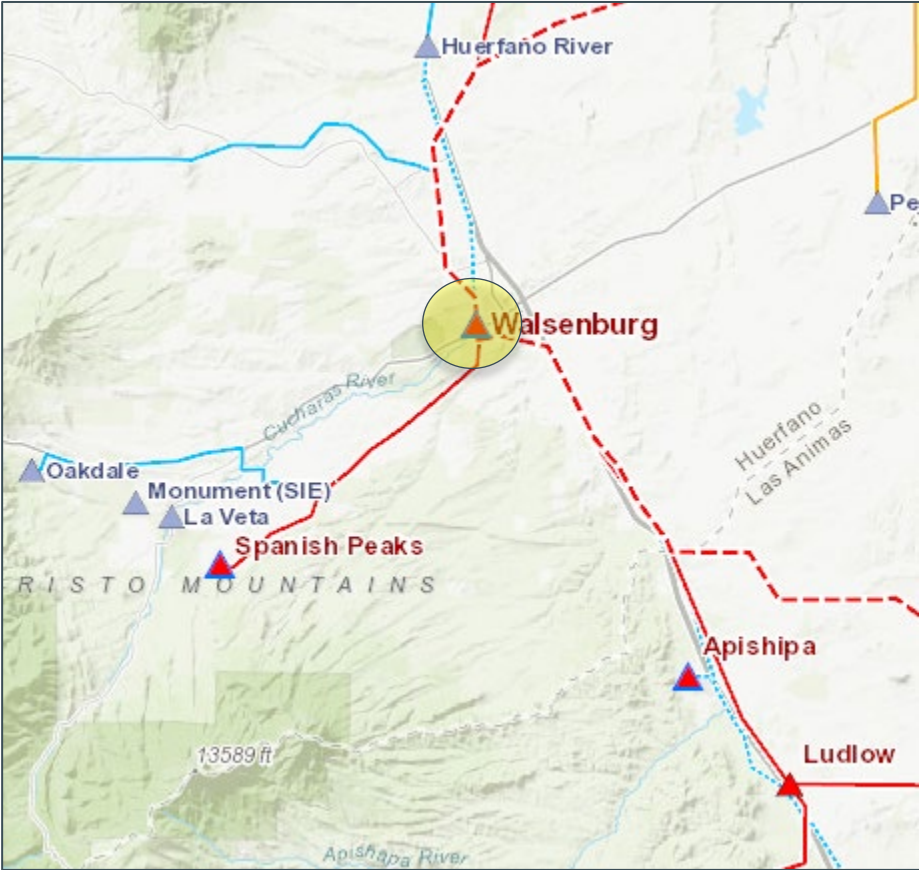 Huerfano River
Pe
Walsenburg
Cucharas River
Huerfano
Las Animas
Oakdale
Monument (SIE)
La Veta
Spanish Peaks
RISTO MOUNTAINS
Apishipa
13589 ft
Ludlow
Apishapa River